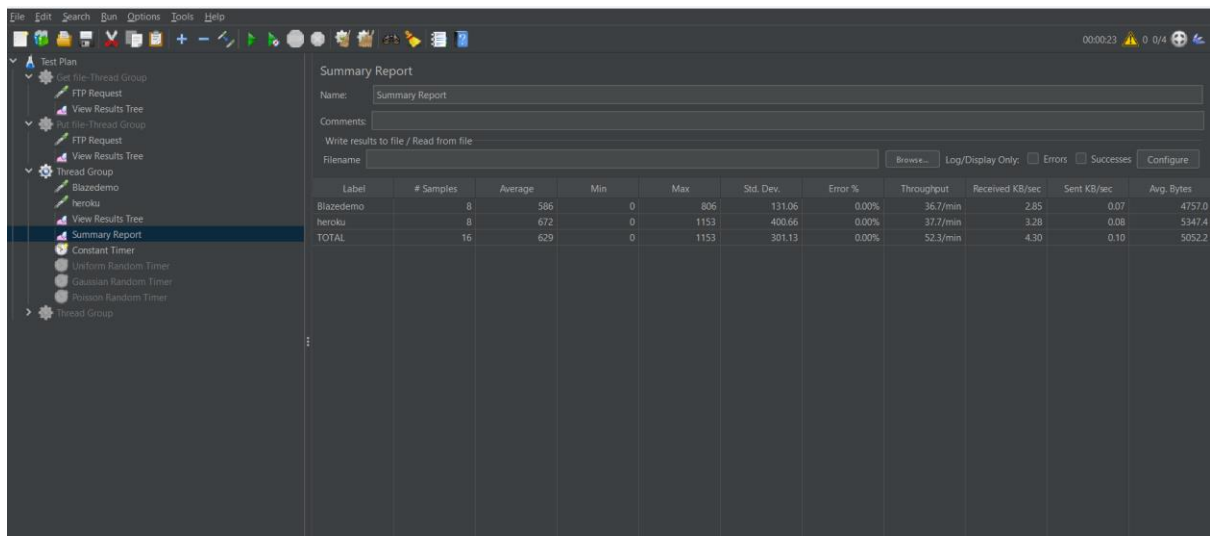 File Edit Search Run Options Tools Help
00:00:23 0 0/4
Test Plan
Get file-Thread Group
FTP Request
View Results Tree
Put file-Thread Group
FTP Request
View Results Tree
Thread Group
Blazedemo
heroku
View Results Tree
Summary Report
Constant Timer
Uniform Random Timer
Gaussian Random Timer
Poisson Random Timer
Thread Group
Summary Report
Name: Summary Report
Comments:
Write results to file / Read from file
Filename Browse... Log/Display Only: Errors Successes Configure
Label # Samples Average Min Max Std. Dev. Error % Throughput Received KB/sec Sent KB/sec Avg. Bytes
Blazedemo 8 586 0 806 131.06 0.00% 36.7/min 2.85 0.07 4757.0
heroku 8 672 0 1153 400.66 0.00% 37.7/min 3.28 0.08 5347.4
TOTAL 16 629 0 1153 301.13 0.00% 52.3/min 4.30 0.10 5052.2